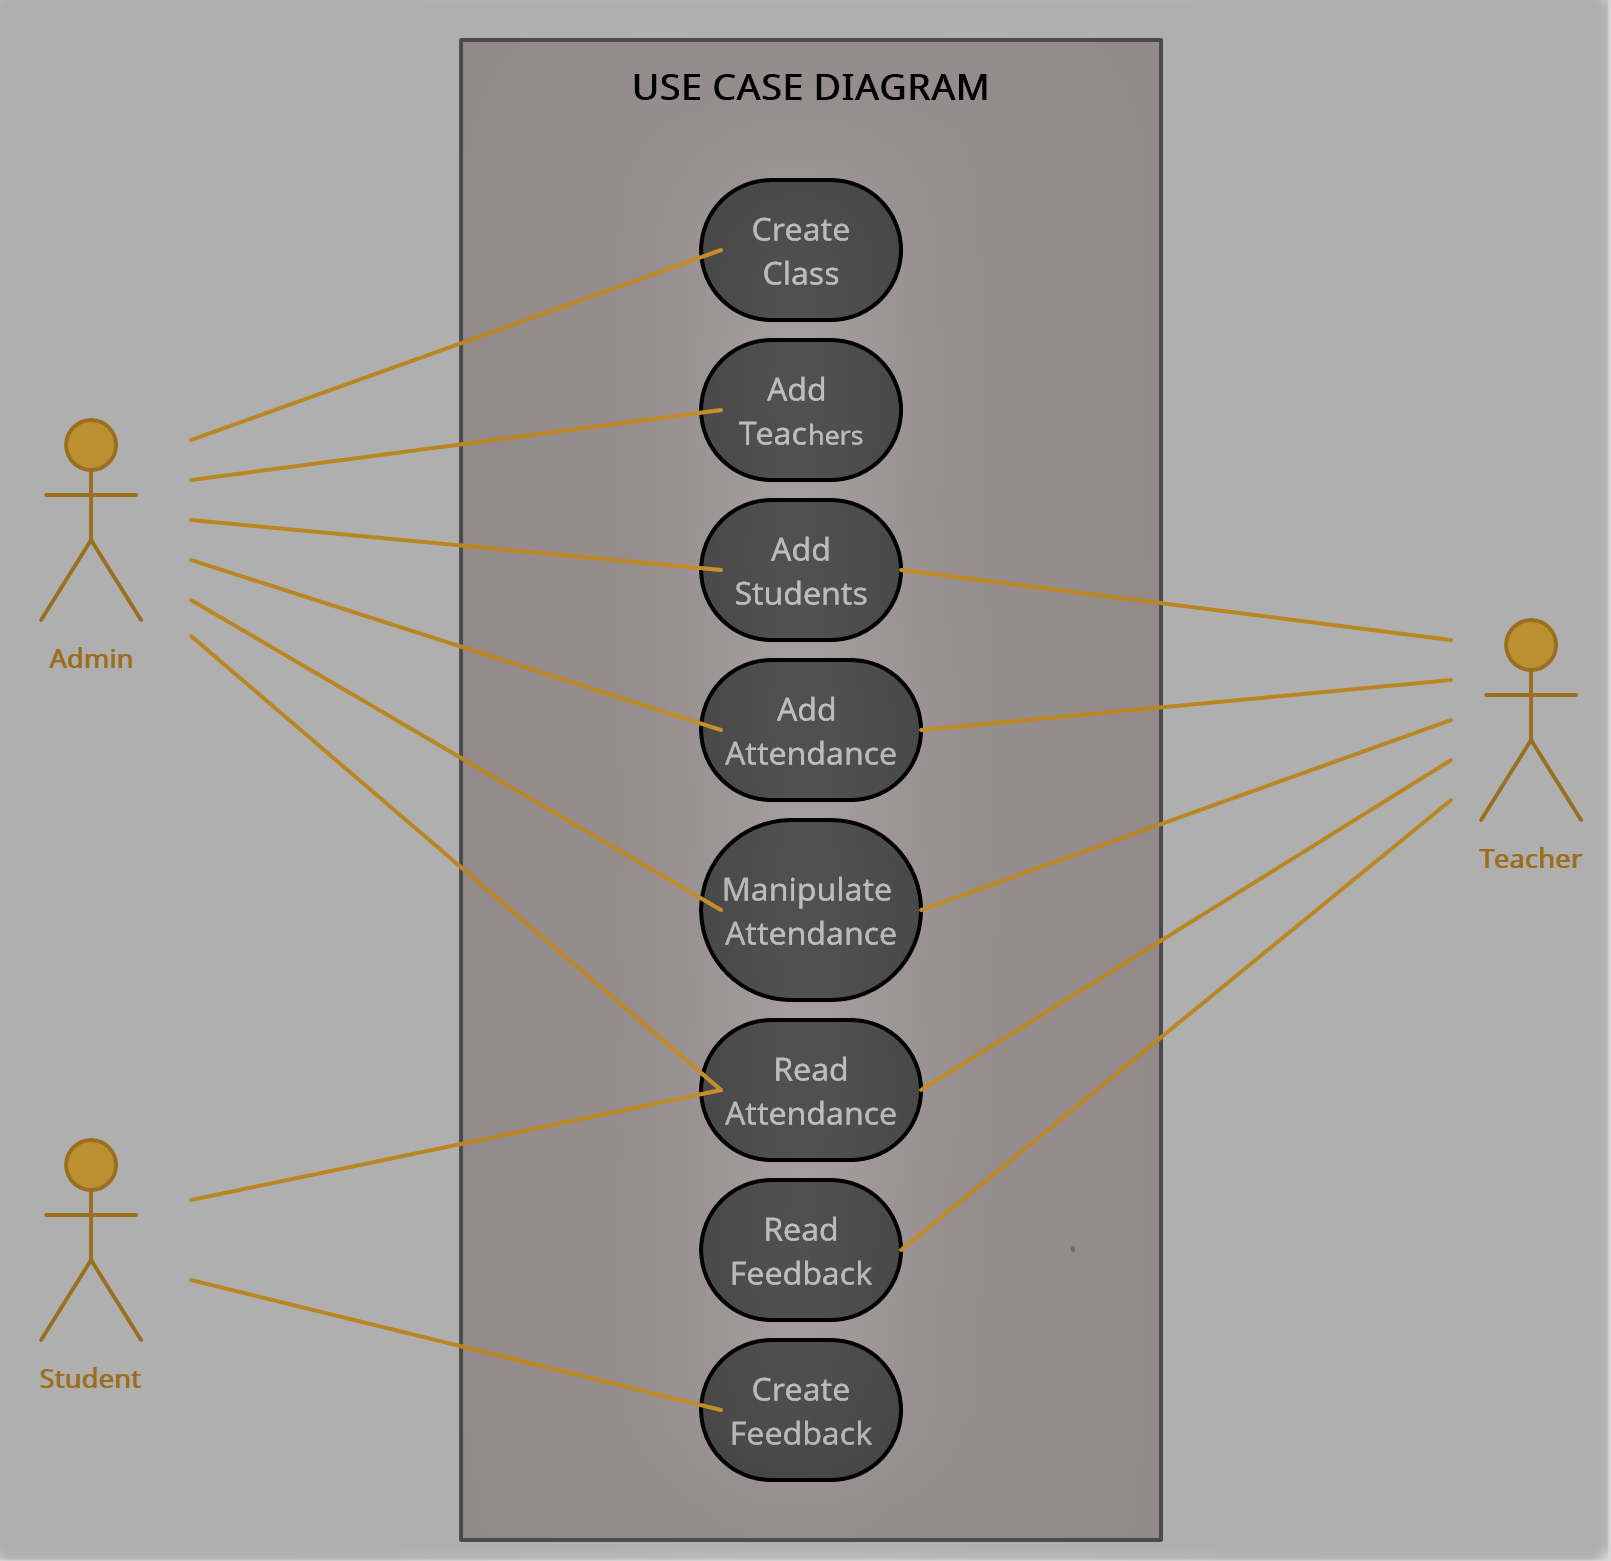 USE CASE DIAGRAM
Create
Class
Add
Teachers
Add
Students
Add
Attendance
Manipulate
Attendance
Read
Attendance
Read
Feedback
Create
Feedback
Admin
Student
Teacher